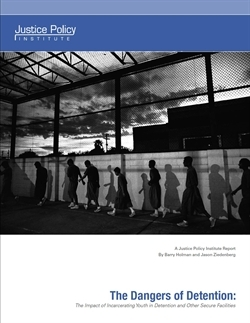 Justice Policy
INSTITUTE
A Justice Policy Institute Report
By Barry Holman and Jason Ziedenberg
The Dangers of Detention:
The Impact of Incarcerating Youth in Detention and Other Secure Facilities